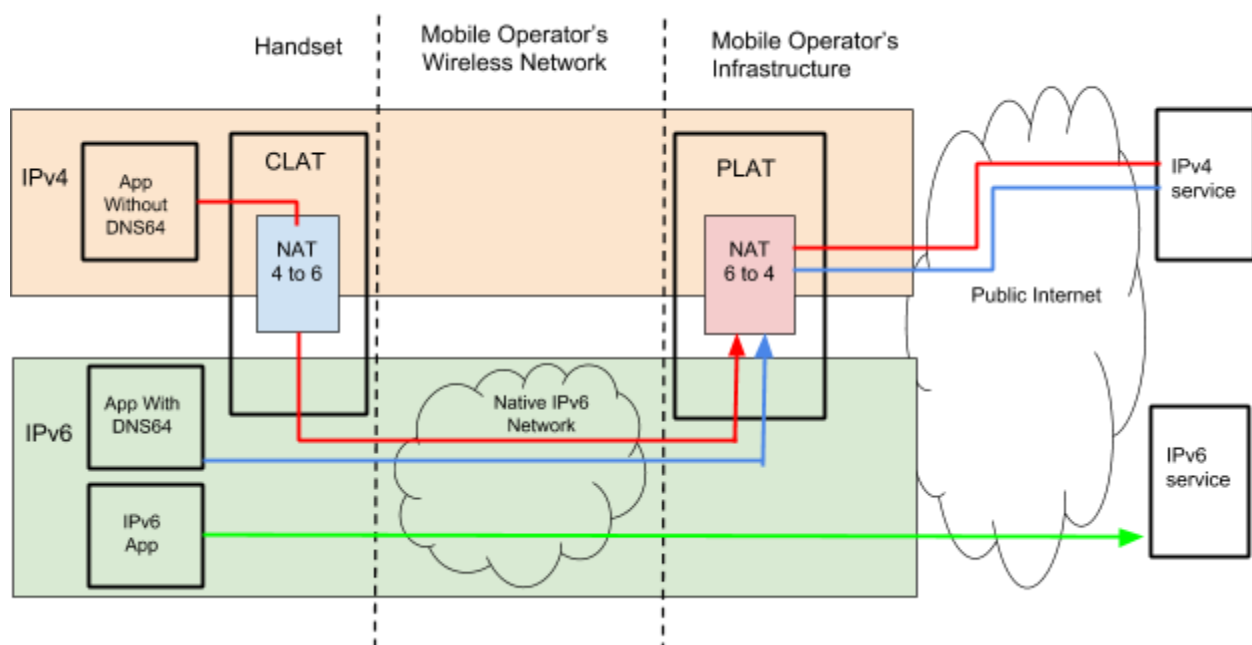 Handset
Mobile Operator's
Wireless Network
Mobile Operator's
Infrastructure
IPv4
App
Without
DNS64
CLAT
NAT
4 to 6
PLAT
NAT
6 to 4
IPv4
service
Public Internet
IPv6
App With
DNS64
Native IPv6
Network
IPv6
App
IPv6
service